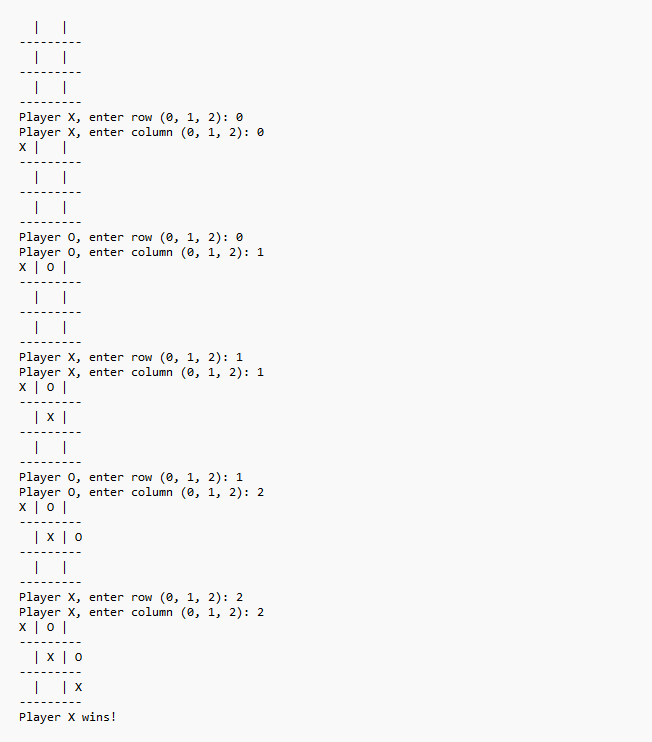 |   |
---------
  |   |
---------
  |   |
---------
Player X, enter row (0, 1, 2): 0
Player X, enter column (0, 1, 2): 0
X |   |
---------
  |   |
---------
  |   |
---------
Player O, enter row (0, 1, 2): 0
Player O, enter column (0, 1, 2): 1
X | O |
---------
  |   |
---------
  |   |
---------
Player X, enter row (0, 1, 2): 1
Player X, enter column (0, 1, 2): 1
X | O |
---------
  | X |
---------
  |   |
---------
Player O, enter row (0, 1, 2): 1
Player O, enter column (0, 1, 2): 2
X | O |
---------
  | X | O
---------
  |   |
---------
Player X, enter row (0, 1, 2): 2
Player X, enter column (0, 1, 2): 2
X | O |
---------
  | X | O
---------
  |   | X
---------
Player X wins!